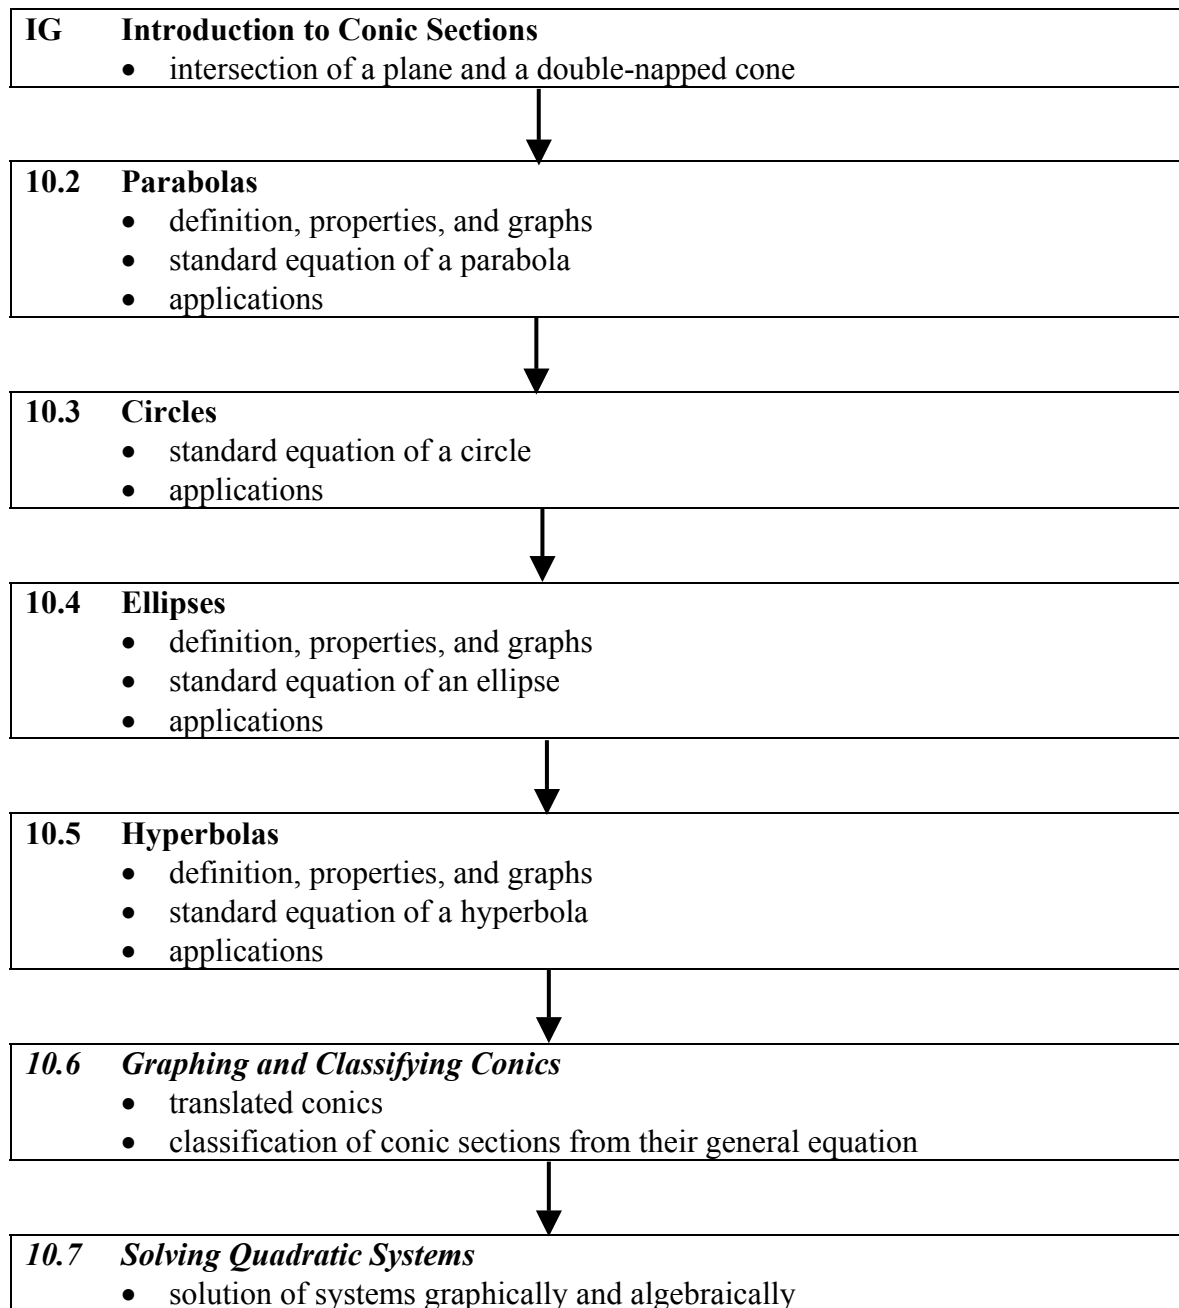 IG Introduction to Conic Sections
• intersection of a plane and a double-napped cone
10.2 Parabolas
• definition, properties, and graphs
• standard equation of a parabola
• applications
10.3 Circles
• standard equation of a circle
• applications
10.4 Ellipses
• definition, properties, and graphs
• standard equation of an ellipse
• applications
10.5 Hyperbolas
• definition, properties, and graphs
• standard equation of a hyperbola
• applications
10.6 Graphing and Classifying Conics
• translated conics
• classification of conic sections from their general equation
10.7 Solving Quadratic Systems
• solution of systems graphically and algebraically